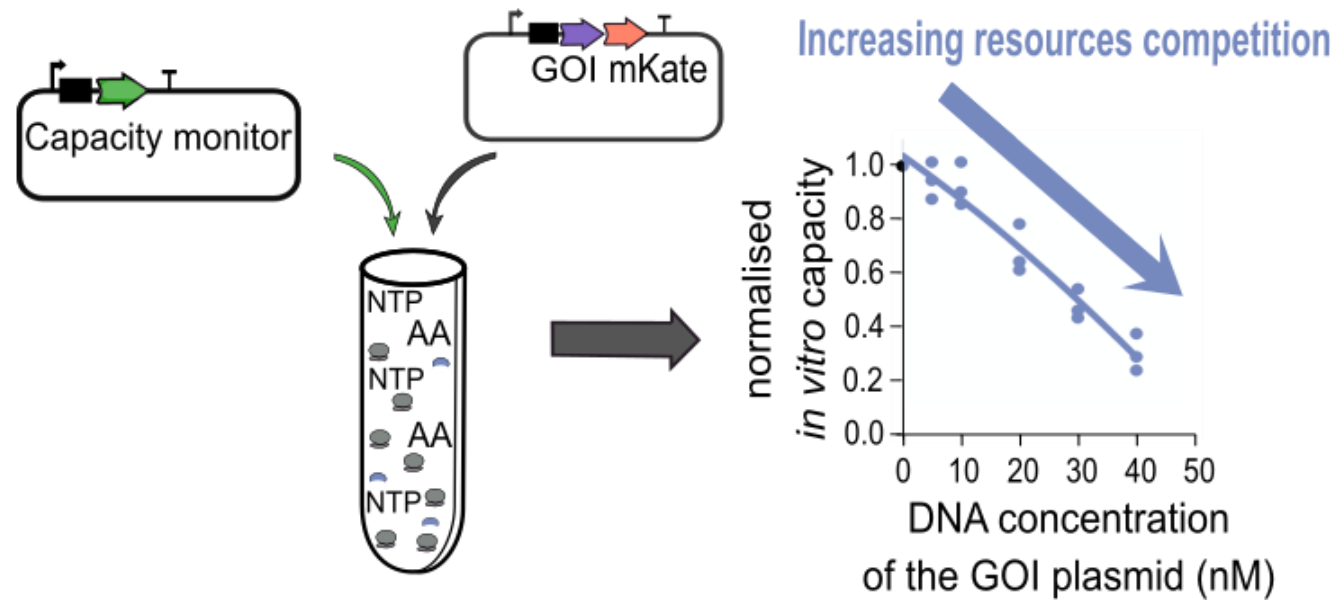 Capacity monitor
GOI mKate
NTP
AA
NTP
AA
NTP
Increasing resources competition
normalised
in vitro capacity
1.0
0.8
0.6
0.4
0.2
0.0
0 10 20 30 40 50
DNA concentration
of the GOI plasmid (nM)